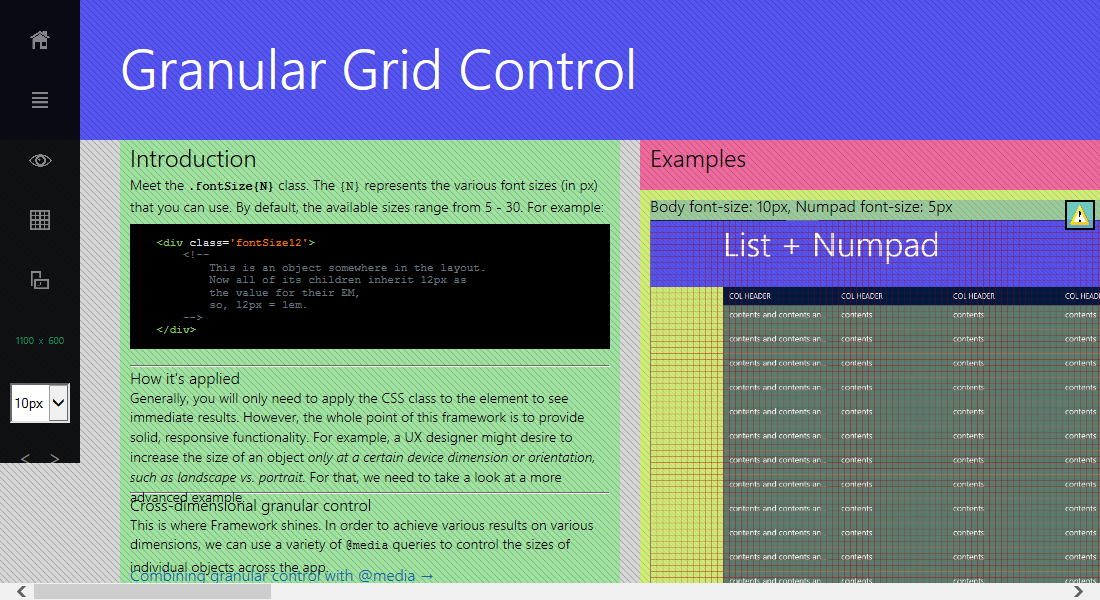 Granular Grid Control
1100 x 600
10px
< >
Introduction
Meet the .fontSize{N} class. The {N} represents the various font sizes (in px)
that you can use. By default, the available sizes range from 5 - 30. For example:
<div class='fontSize12'>
<!--
This is an object somewhere in the layout.
Now all of its children inherit 12px as
the value for their EM,
so, 12px = 1em.
-->
</div>
How it's applied
Generally, you will only need to apply the CSS class to the element to see
immediate results. However, the whole point of this framework is to provide
solid, responsive functionality. For example, a UX designer might desire to
increase the size of an object only at a certain device dimension or orientation,
such as landscape vs. portrait. For that, we need to take a look at a more
advanced example.
Cross-dimensional granular control
This is where Framework shines. In order to achieve various results on various
dimensions, we can use a variety of @media queries to control the sizes of
individual objects across the app.
Combining granular control with @media →
Examples
Body font-size: 10px, Numpad font-size: 5px
List + Numpad
COL HEADER COL HEADER COL HEADER COL HEAD
contents and contents an... contents contents contents
contents and contents an... contents contents contents
contents and contents an... contents contents contents
contents and contents an... contents contents contents
contents and contents an... contents contents contents
contents and contents an... contents contents contents
contents and contents an... contents contents contents
contents and contents an... contents contents contents
contents and contents an... contents contents contents
contents and contents an... contents contents contents
contents and contents an... contents contents contents
contents and contents an... contents contents contents